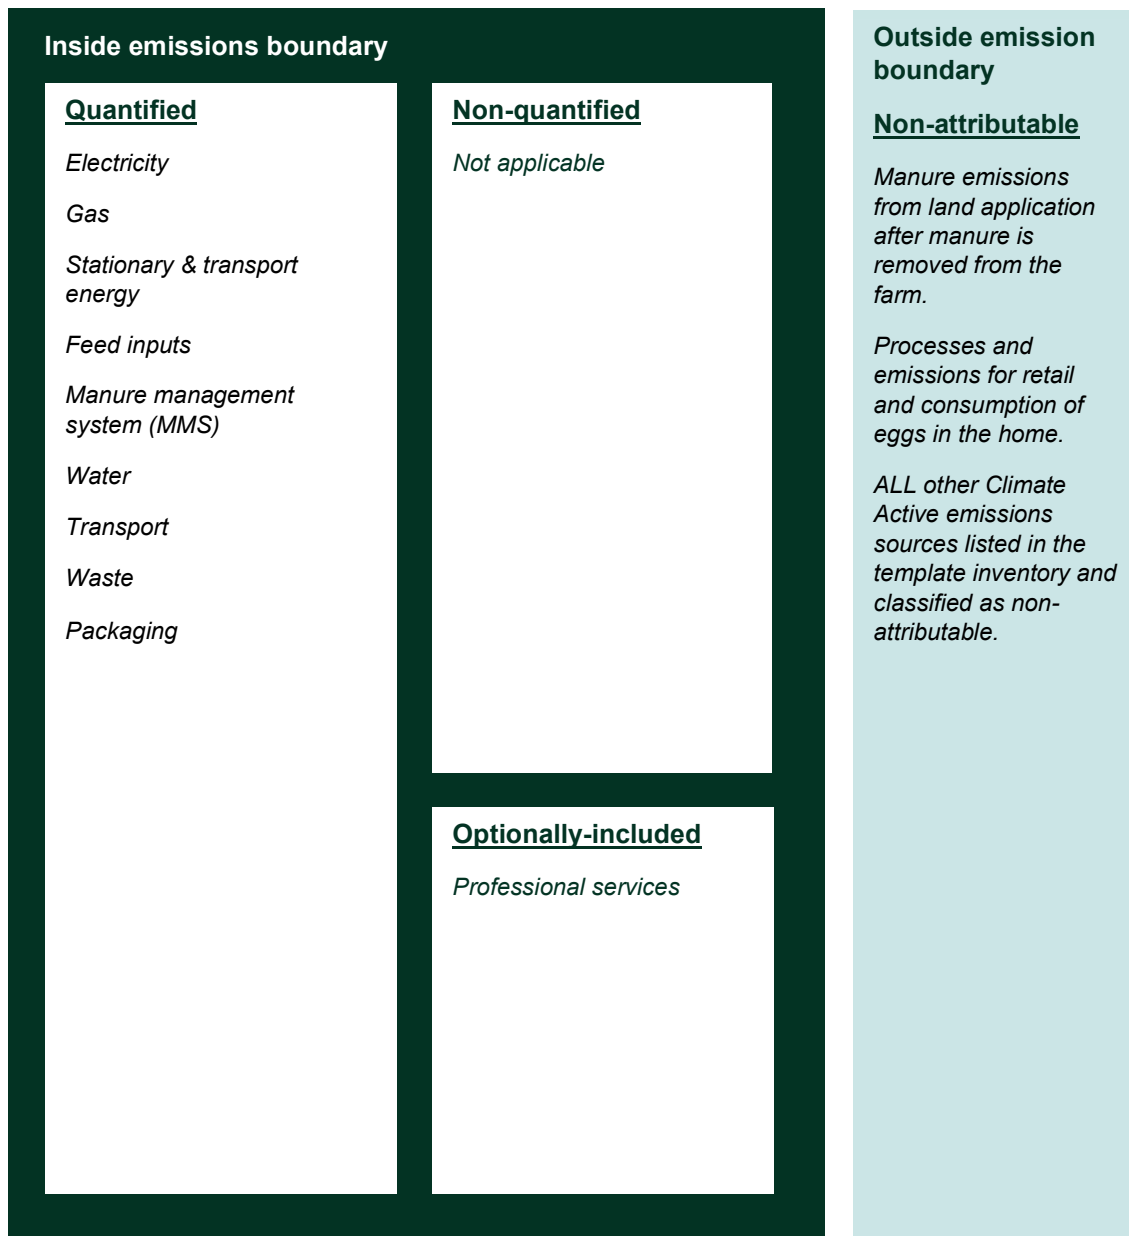 Inside emissions boundary
Quantified
Electricity
Gas
Stationary & transport
energy
Feed inputs
Manure management
system (MMS)
Water
Transport
Waste
Packaging
Non-quantified
Not applicable
Optionally-included
Professional services
Outside emission
boundary
Non-attributable
Manure emissions
from land application
after manure is
removed from the
farm.
Processes and
emissions for retail
and consumption of
eggs in the home.
ALL other Climate
Active emissions
sources listed in the
template inventory and
classified as non-
attributable.